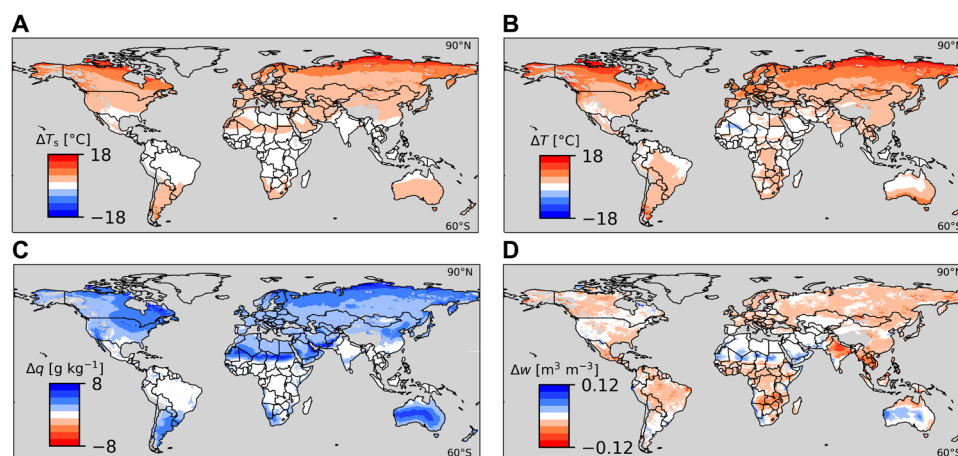 A
B
90°N
90°N
ΔTs [°C]
18
−18
ΔT [°C]
18
−18
60°S
60°S
C
D
90°N
90°N
Δq [g kg⁻¹]
8
−8
Δw [m³ m⁻³]
0.12
−0.12
60°S
60°S